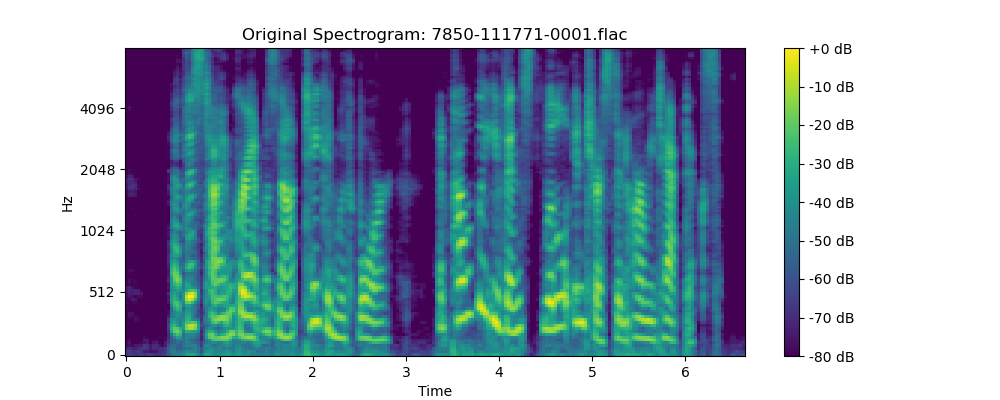 Original Spectrogram: 7850-111771-0001.flac
Hz
4096
2048
1024
512
0
0 1 2 3 4 5 6
Time
+0 dB
-10 dB
-20 dB
-30 dB
-40 dB
-50 dB
-60 dB
-70 dB
-80 dB